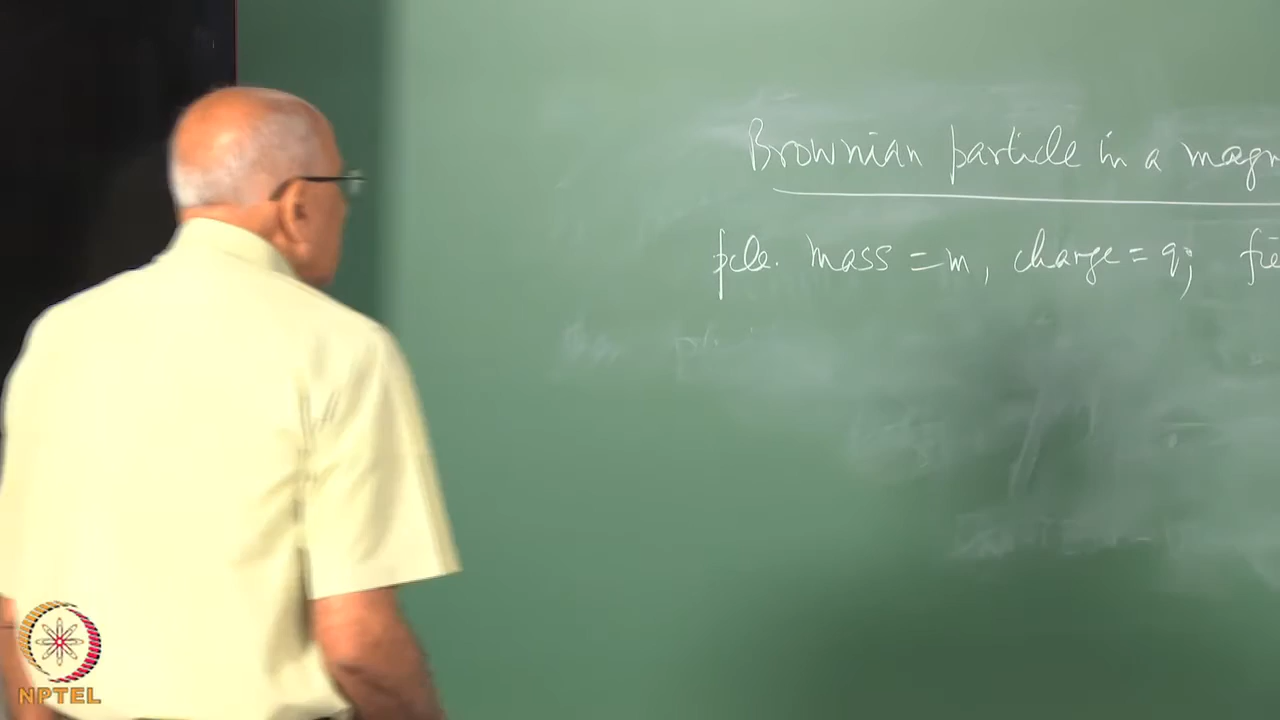 Brownian particle in a magn
pcle. mass = m, charge = q; fie
NPTEL